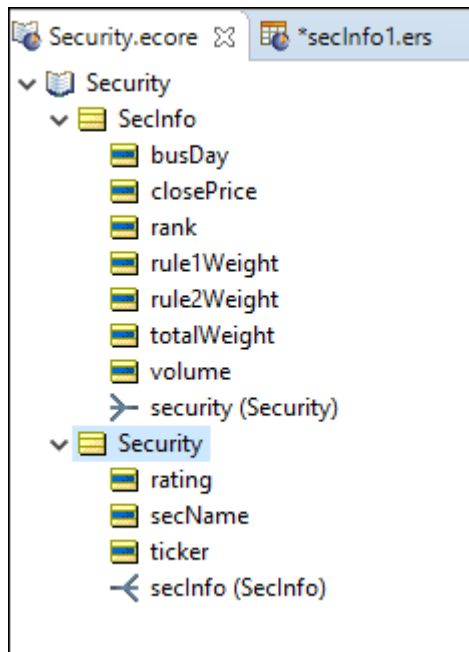 Security.ecore *secInfo1.ers
Security
SecInfo
busDay
closePrice
rank
rule1Weight
rule2Weight
totalWeight
volume
security (Security)
Security
rating
secName
ticker
secInfo (SecInfo)